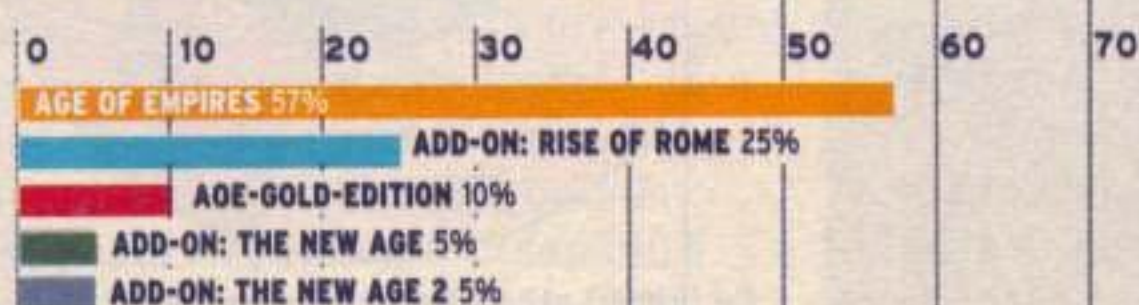 0 10 20 30 40 50 60 70
AGE OF EMPIRES 57%
ADD-ON: RISE OF ROME 25%
AOE-GOLD-EDITION 10%
ADD-ON: THE NEW AGE 5%
ADD-ON: THE NEW AGE 2 5%